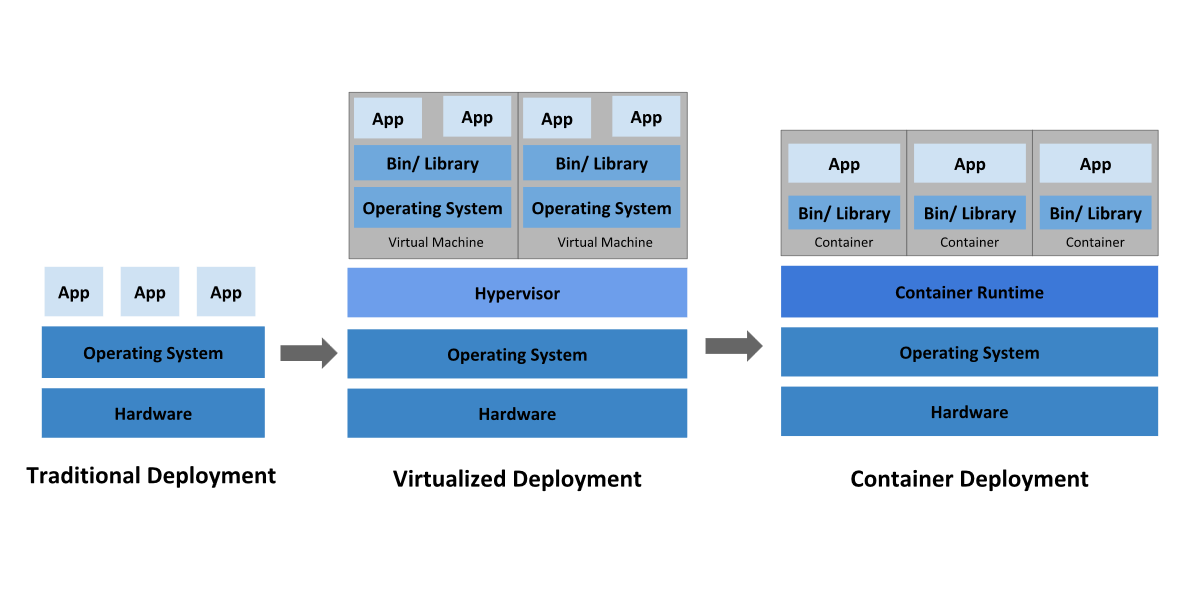 App
App
App
Operating System
Hardware
Traditional Deployment
App
App
Bin/ Library
Operating System
Virtual Machine
App
App
Bin/ Library
Operating System
Virtual Machine
Hypervisor
Operating System
Hardware
Virtualized Deployment
App
Bin/ Library
Container
App
Bin/ Library
Container
App
Bin/ Library
Container
Container Runtime
Operating System
Hardware
Container Deployment